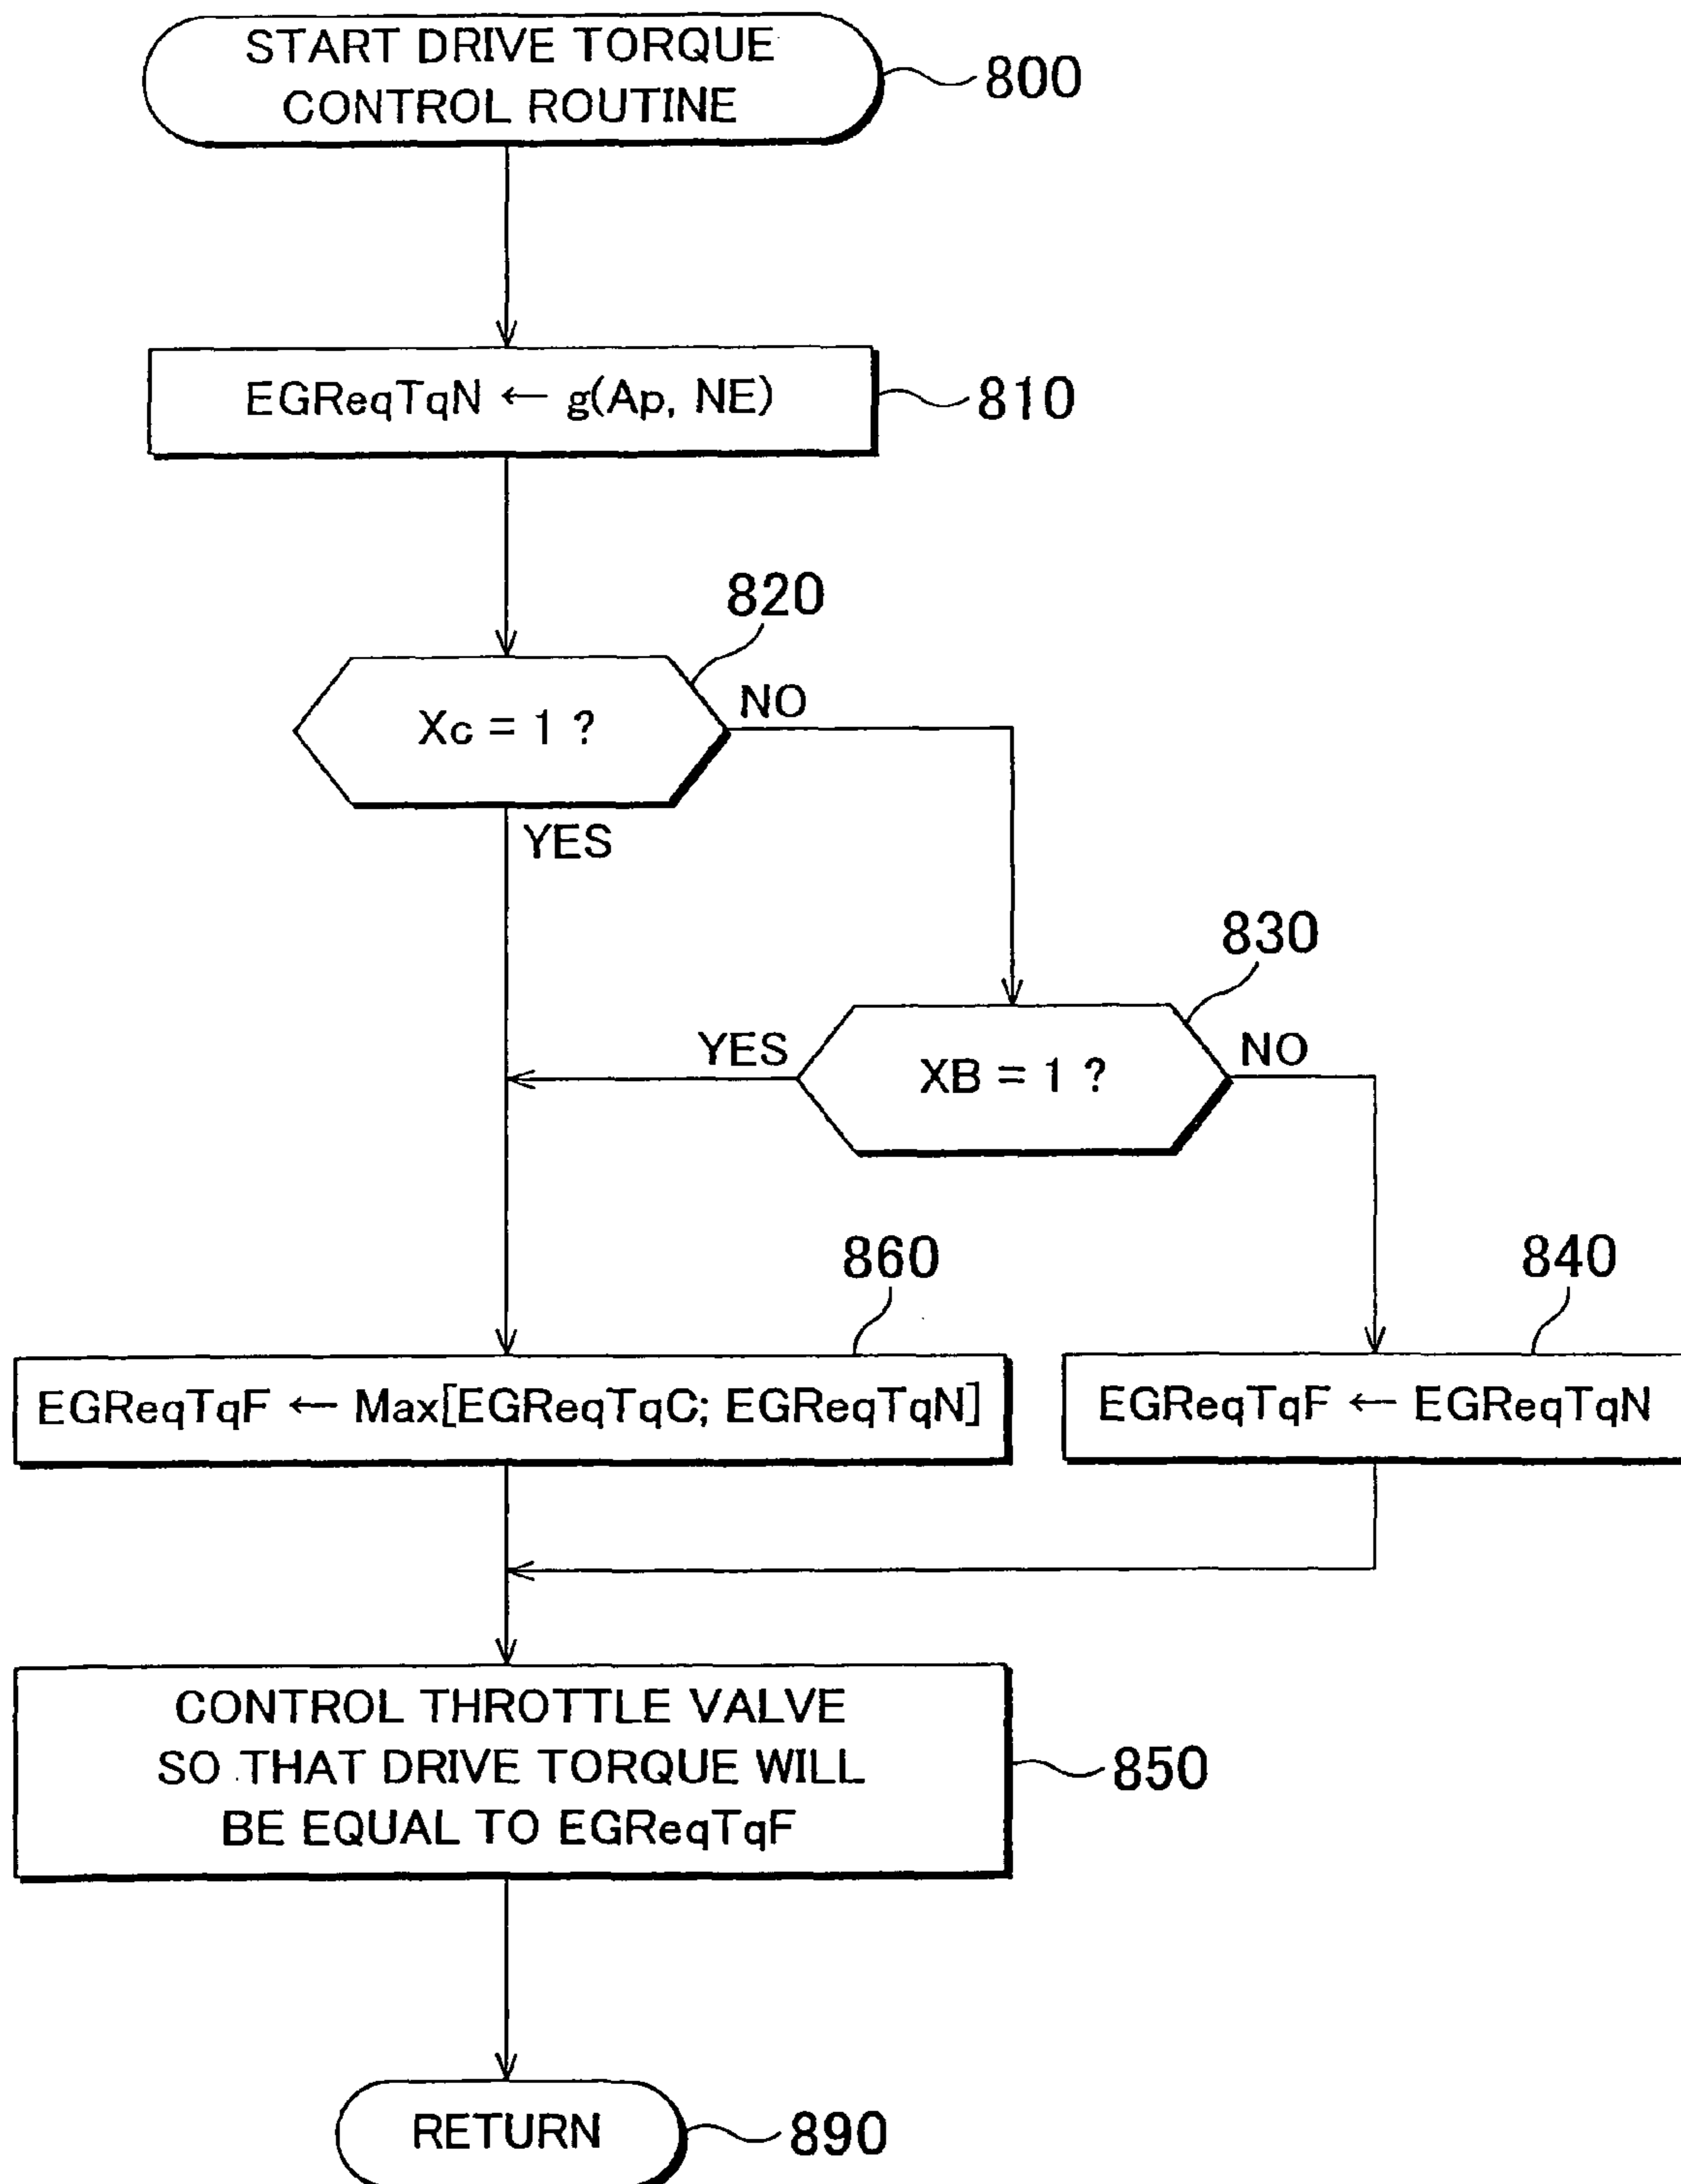 START DRIVE TORQUE
CONTROL ROUTINE
800
EGReqTqN ← g(Ap, NE)
810
820
Xc = 1 ?
NO
YES
830
YES
XB = 1 ?
NO
860
840
EGReqTqF ← Max[EGReqTqC; EGReqTqN]
EGReqTqF ← EGReqTqN
CONTROL THROTTLE VALVE
SO THAT DRIVE TORQUE WILL
BE EQUAL TO EGReqTqF
850
RETURN
890